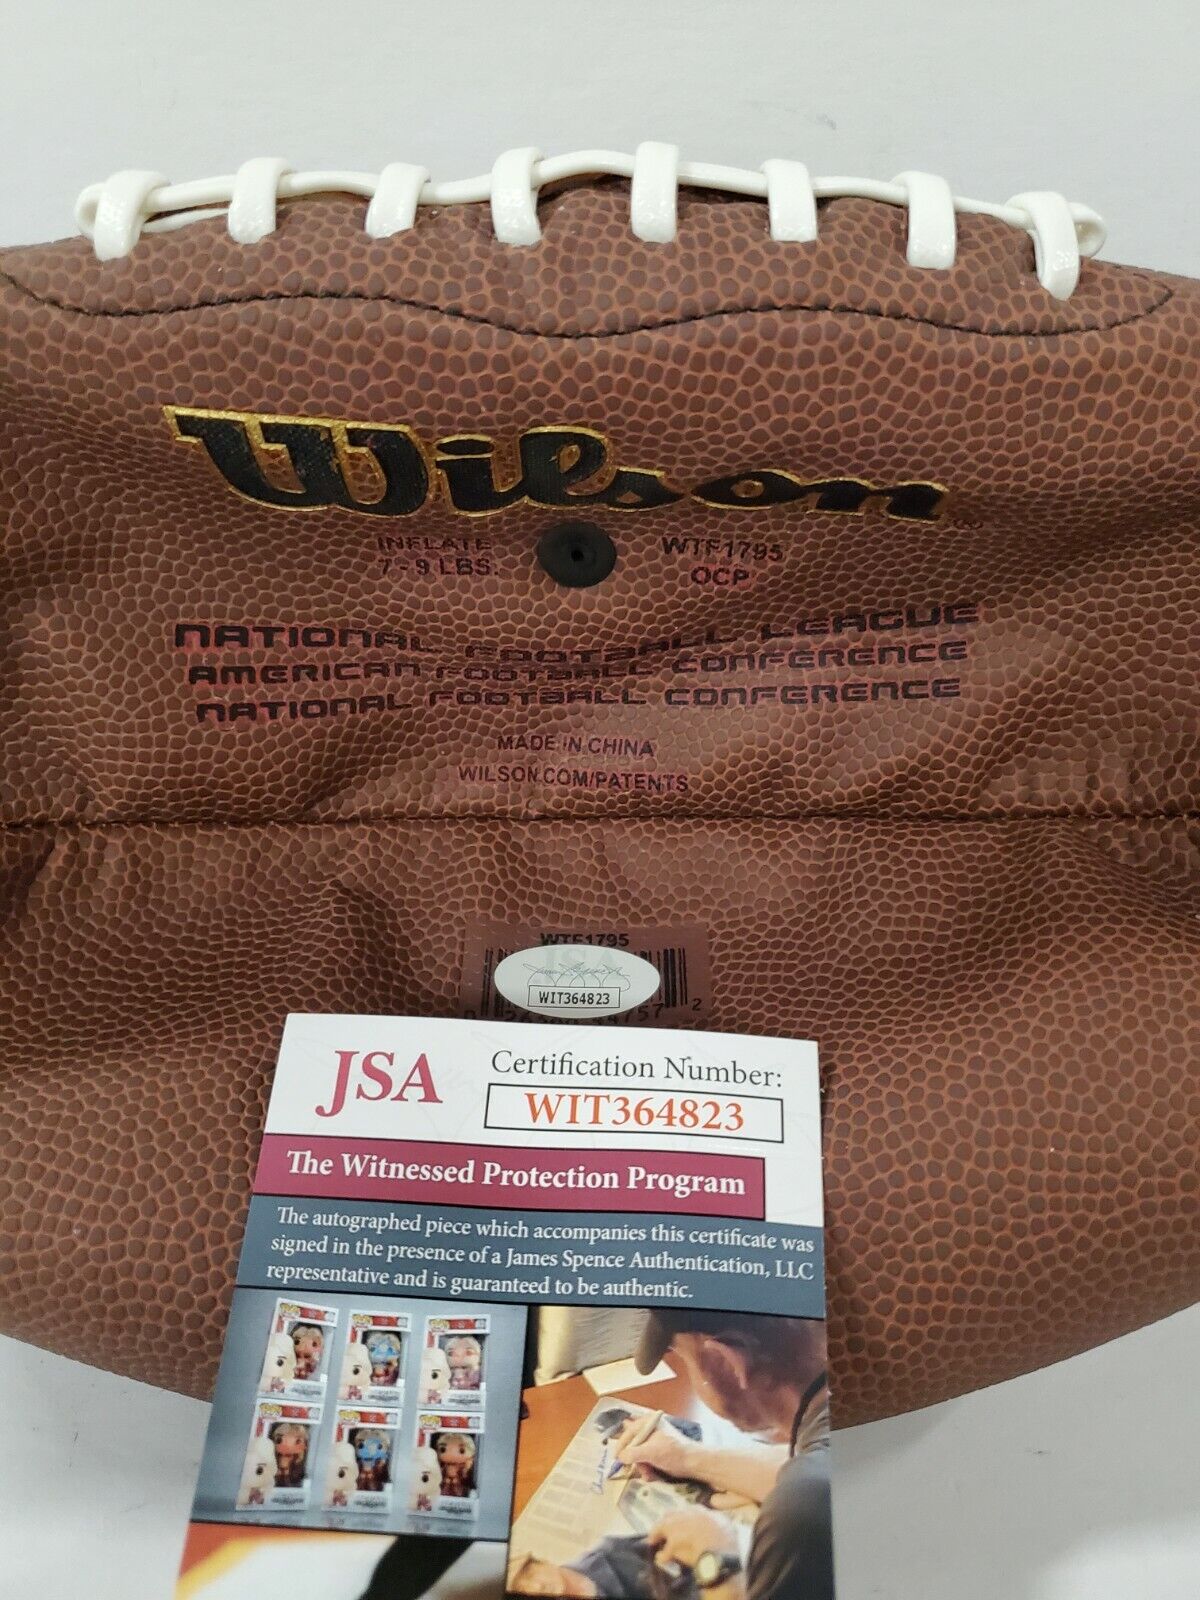 Wilson®
INFLATE
7 - 9 LBS.
WTF1795
OCP
NATIONAL FOOTBALL LEAGUE
AMERICAN FOOTBALL CONFERENCE
NATIONAL FOOTBALL CONFERENCE
MADE IN CHINA
WILSON.COM/PATENTS
WTF1795
JSA
WIT364823
2
JSA
Certification Number:
WIT364823
The Witnessed Protection Program
The autographed piece which accompanies this certificate was
signed in the presence of a James Spence Authentication, LLC
representative and is guaranteed to be authentic.